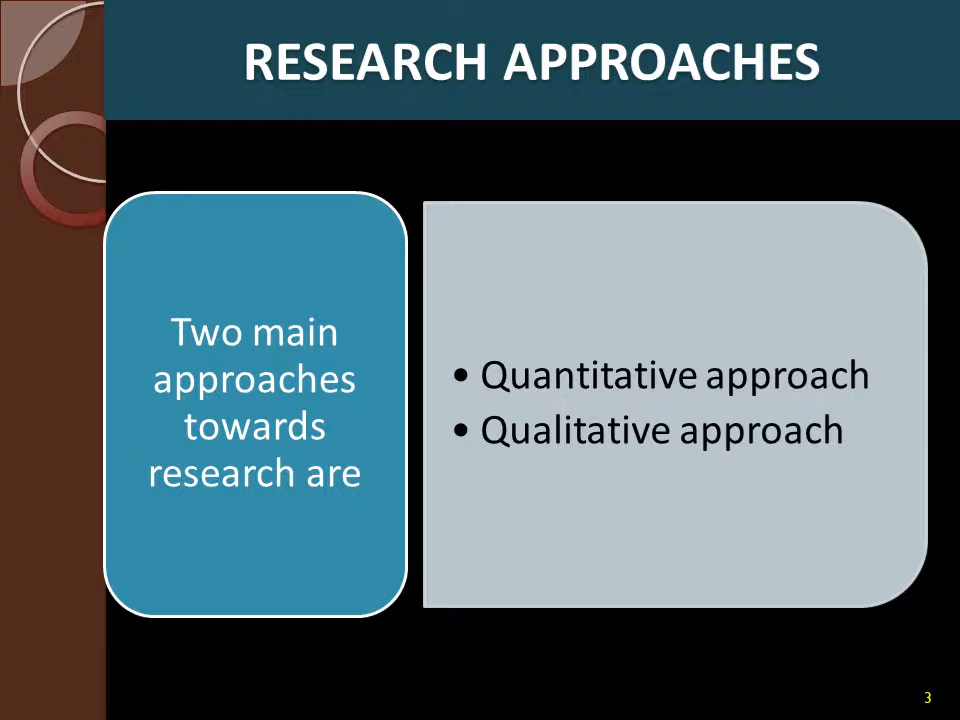 RESEARCH APPROACHES
Two main
approaches
towards
research are
• Quantitative approach
• Qualitative approach
3